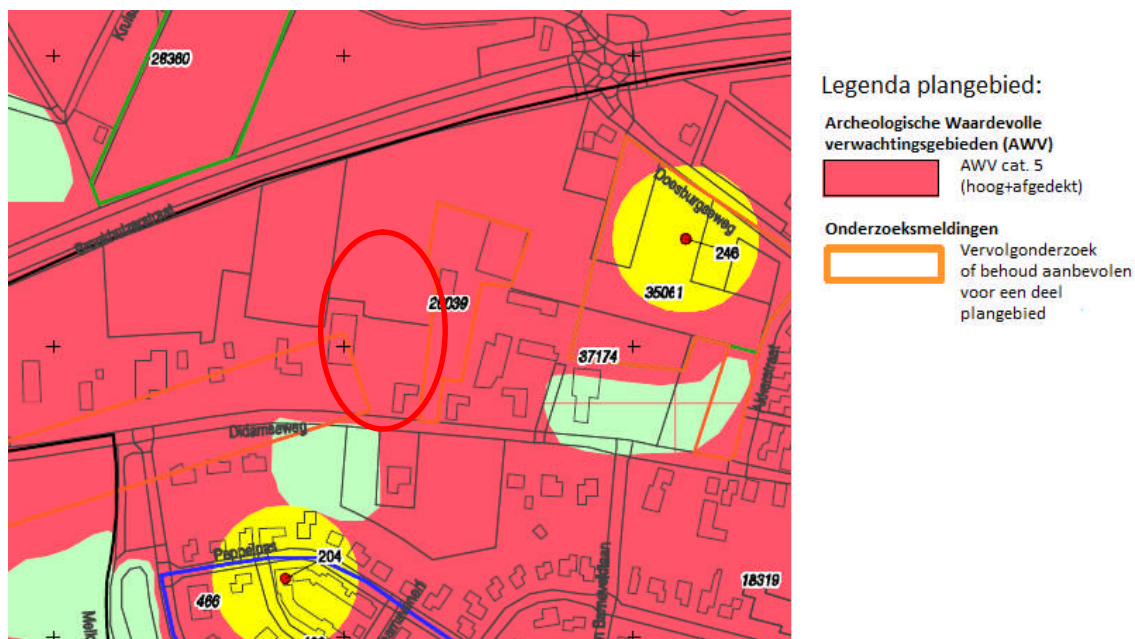 28360
Doesburgseweg
246
35061
26039
37174
Didamseweg
Peppelpas
204
466
18319
Legenda plangebied:
Archeologische Waardevolle
verwachtingsgebieden (AWV)
AWV cat. 5
(hoog+afgedekt)
Onderzoeksmeldingen
Vervolgonderzoek
of behoud aanbevolen
voor een deel
plangebied